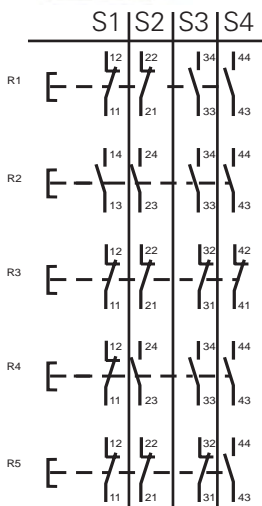 S1 S2 S3 S4
12 22 34 44
R1
11 21 33 43
14 24 34 44
R2
13 23 33 43
12 22 32 42
R3
11 21 31 41
12 24 34 44
R4
11 23 33 43
12 22 32 44
R5
11 21 31 43